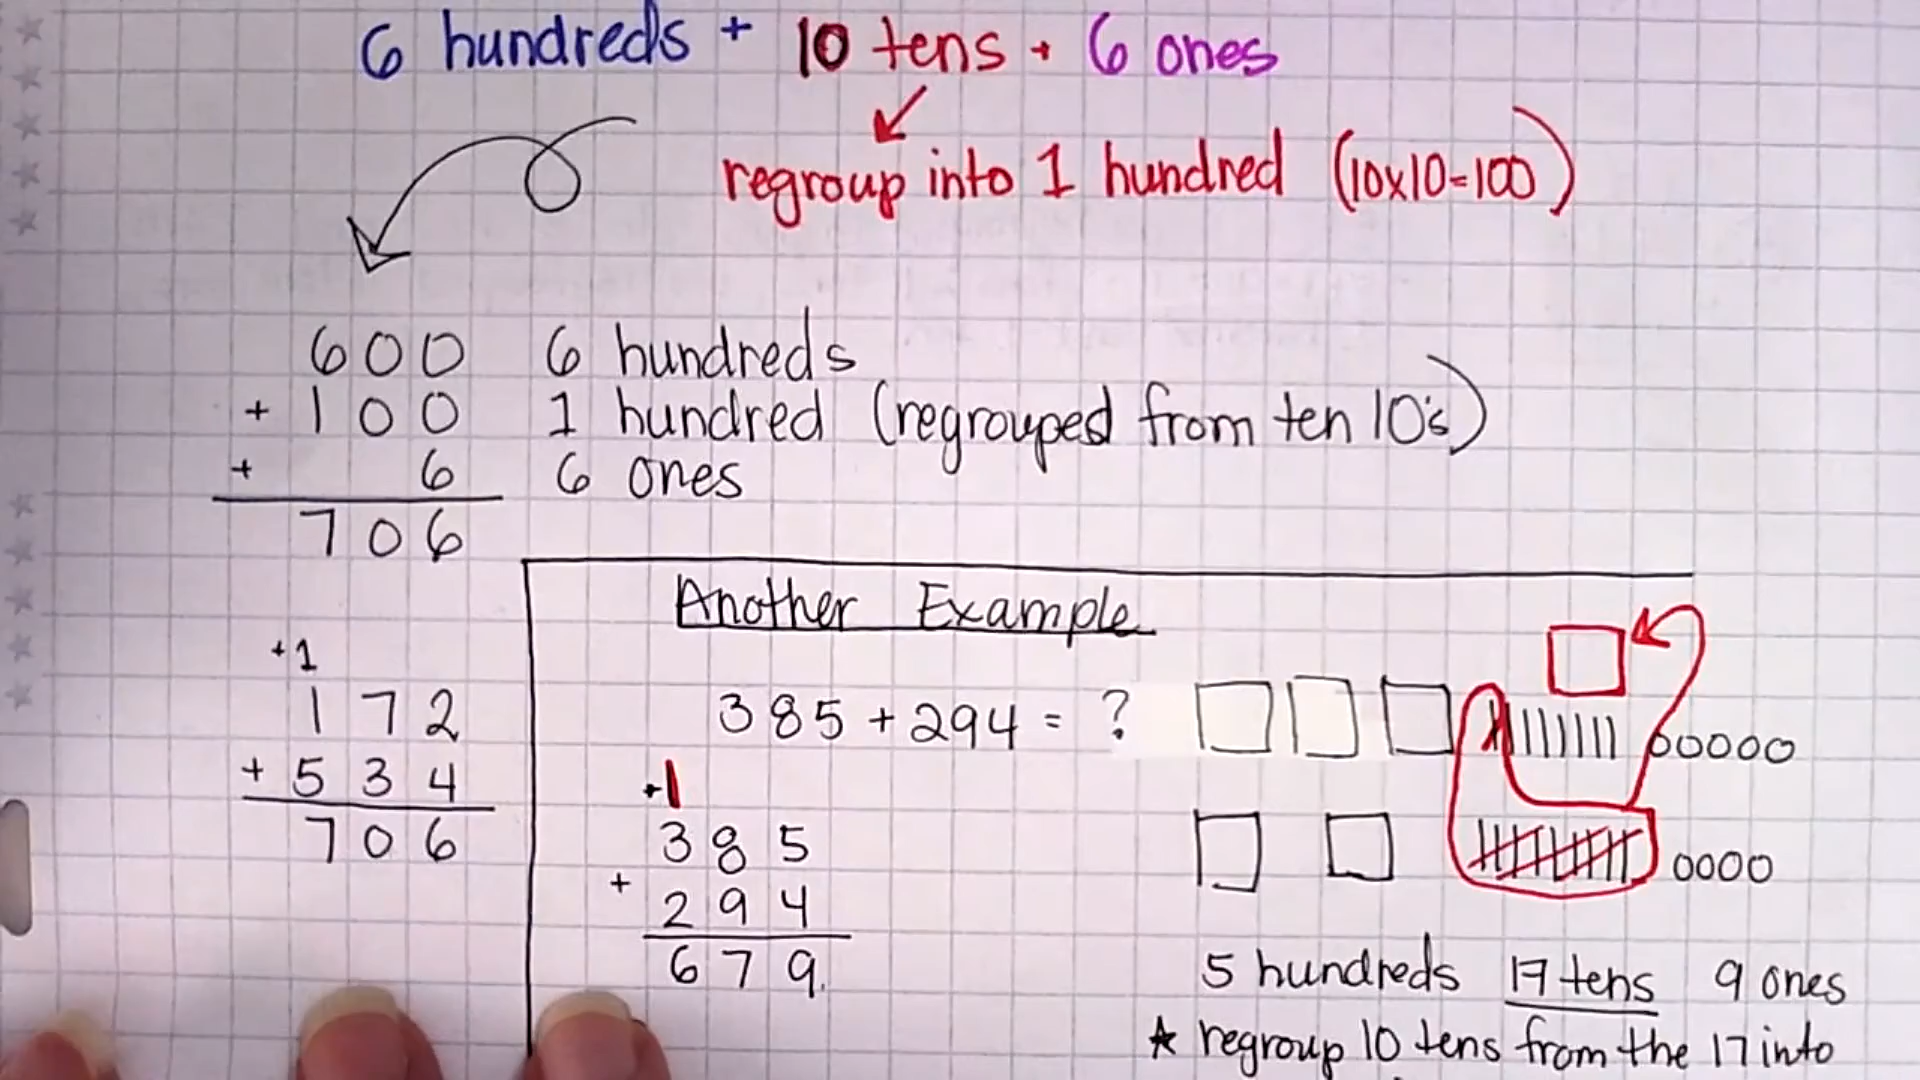 6 hundreds + 10 tens + 6 ones
regroup into 1 hundred (10x10=100)
600 6 hundreds
+ 100 1 hundred (regrouped from ten 10's)
+ 6 6 ones
706
+1
172
+ 534
706
Another Example
385 + 294 = ?
+1
385
+
294
679.
5 hundreds 17 tens 9 ones
★ regroup 10 tens from the 17 into